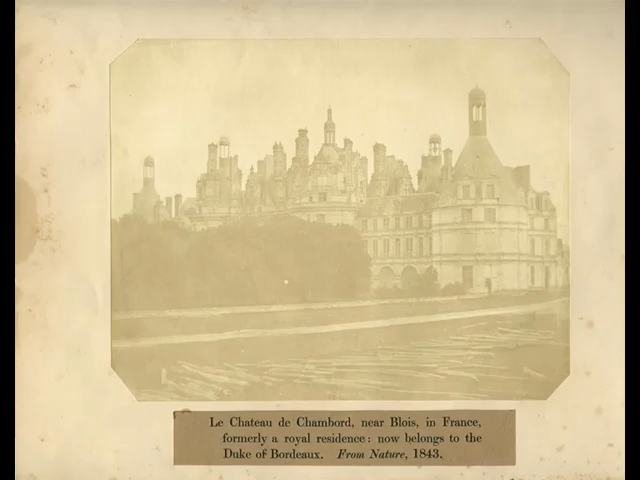 Le Chateau de Chambord, near Blois, in France,
formerly a royal residence: now belongs to the
Duke of Bordeaux. From Nature, 1843.